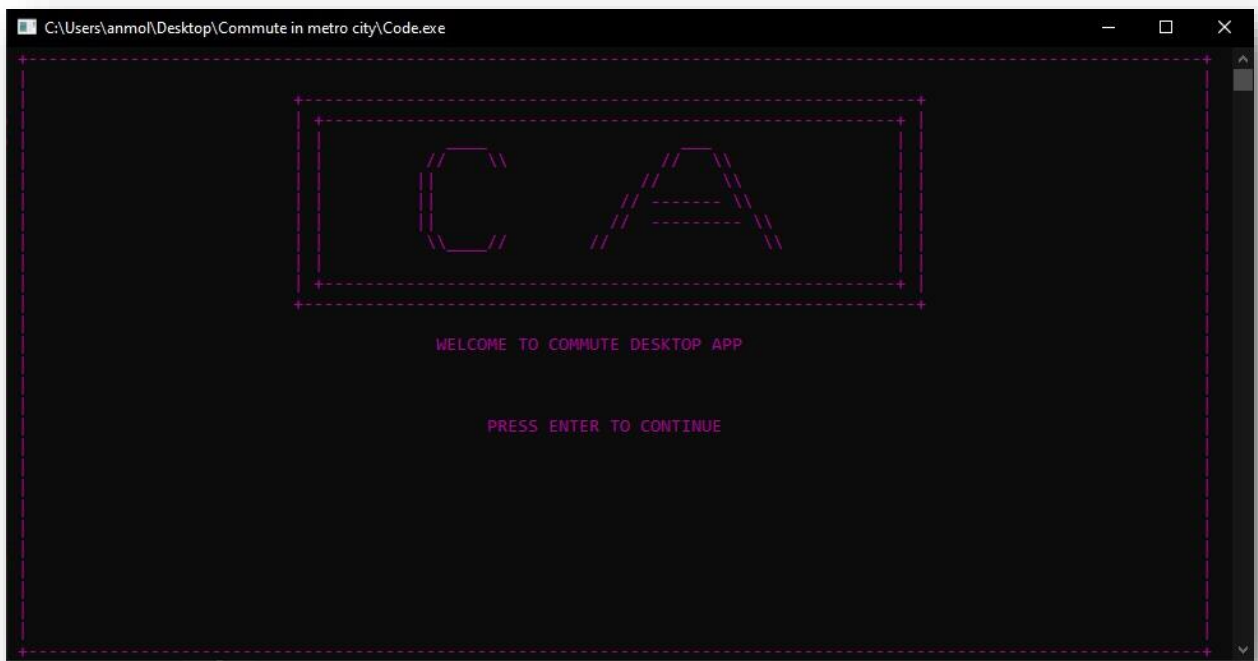 C:\Users\anmol\Desktop\Commute in metro city\Code.exe
C A
WELCOME TO COMMUTE DESKTOP APP
PRESS ENTER TO CONTINUE